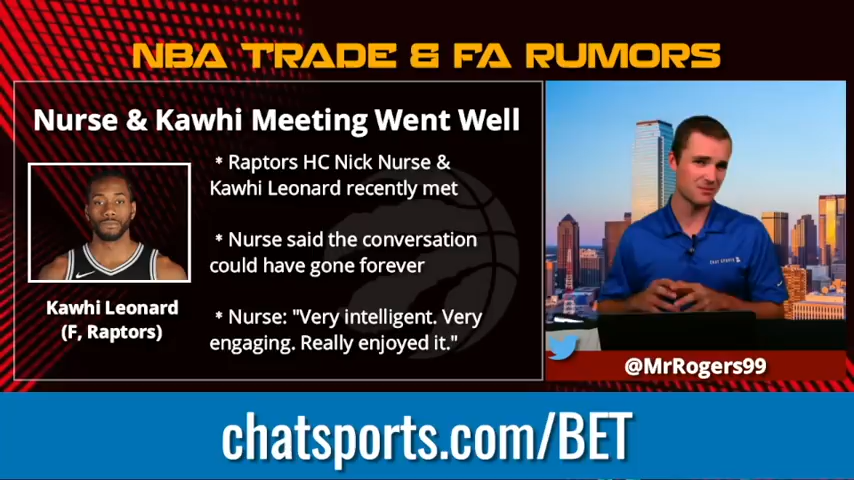 NBA TRADE & FA RUMORS
Nurse & Kawhi Meeting Went Well
* Raptors HC Nick Nurse &
Kawhi Leonard recently met
* Nurse said the conversation
could have gone forever
* Nurse: "Very intelligent. Very
engaging. Really enjoyed it."
Kawhi Leonard
(F, Raptors)
CHAT SPORTS
@MrRogers99
chatsports.com/BET